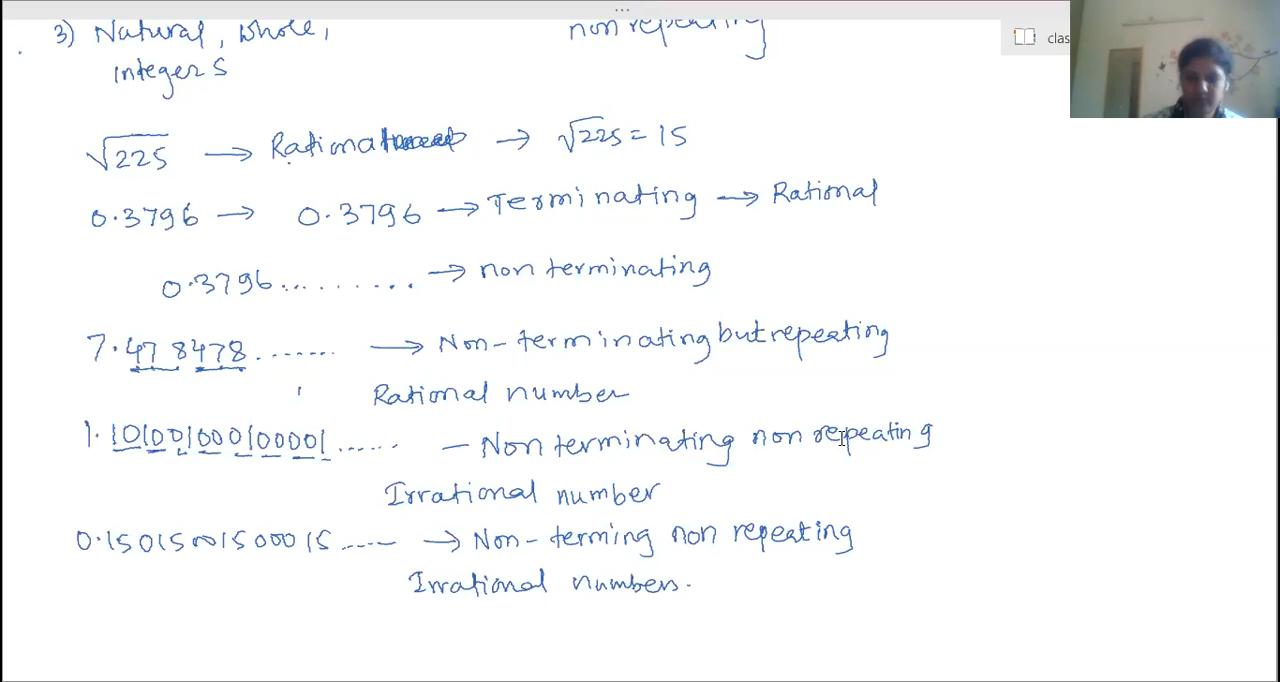 3) Natural, Whole, non repeating
integers
clas
√225 → Rational → √225 = 15
0.3796 → 0.3796 → Terminating → Rational
0.3796......... → non terminating
7.478478....... → Non-terminating but repeating
Rational number
1.101001000100001...... - Non terminating non repeating
Irrational number
0.15015001500015...... → Non-terming non repeating
Irrational numbers.